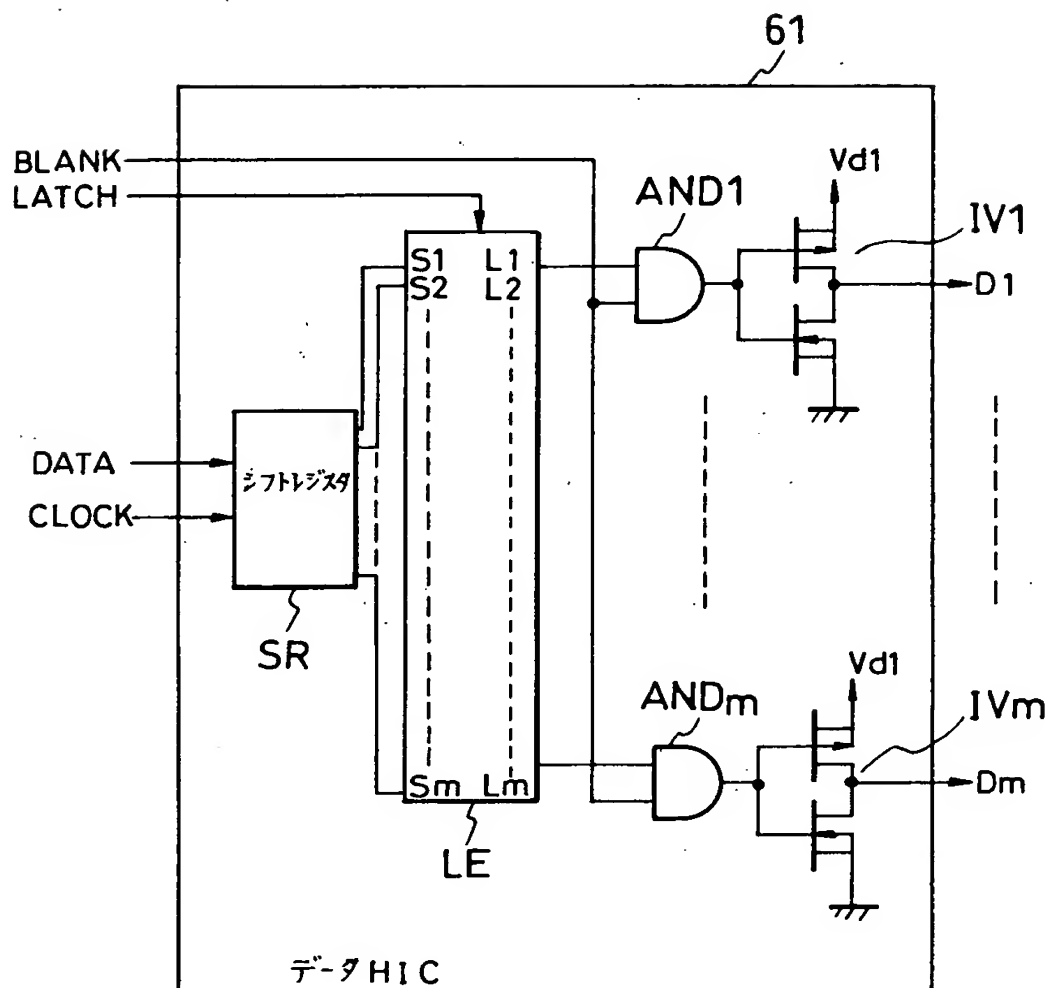 61
BLANK
LATCH
Vd1
AND1
IV1
S1 L1
S2 L2
D1
DATA
CLOCK
シフトレジスタ
SR
Vd1
ANDm
IVm
Sm Lm
Dm
LE
データHIC